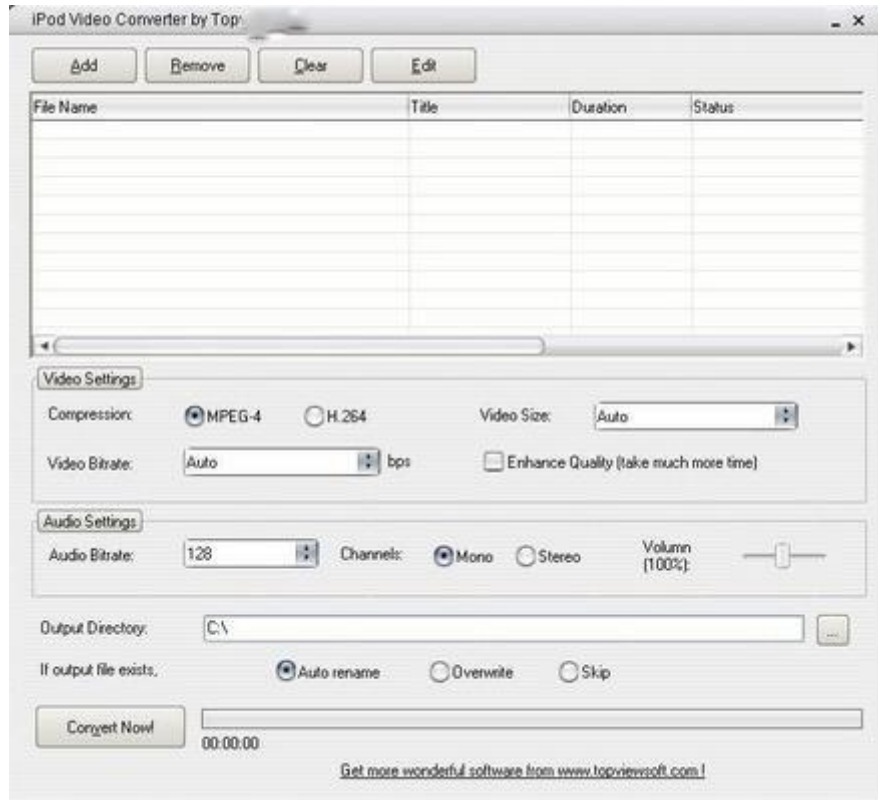 iPod Video Converter by Top
Add Remove Clear Edit
File Name Title Duration Status
Video Settings
Compression: MPEG-4 H.264 Video Size: Auto
Video Bitrate: Auto bps Enhance Quality (take much more time)
Audio Settings
Audio Bitrate: 128 Channels: Mono Stereo Volumn
(100%):
Output Directory: C:\ ...
If output file exists, Auto rename Overwrite Skip
Convert Now!
00:00:00
Get more wonderful software from www.topviewsoft.com !